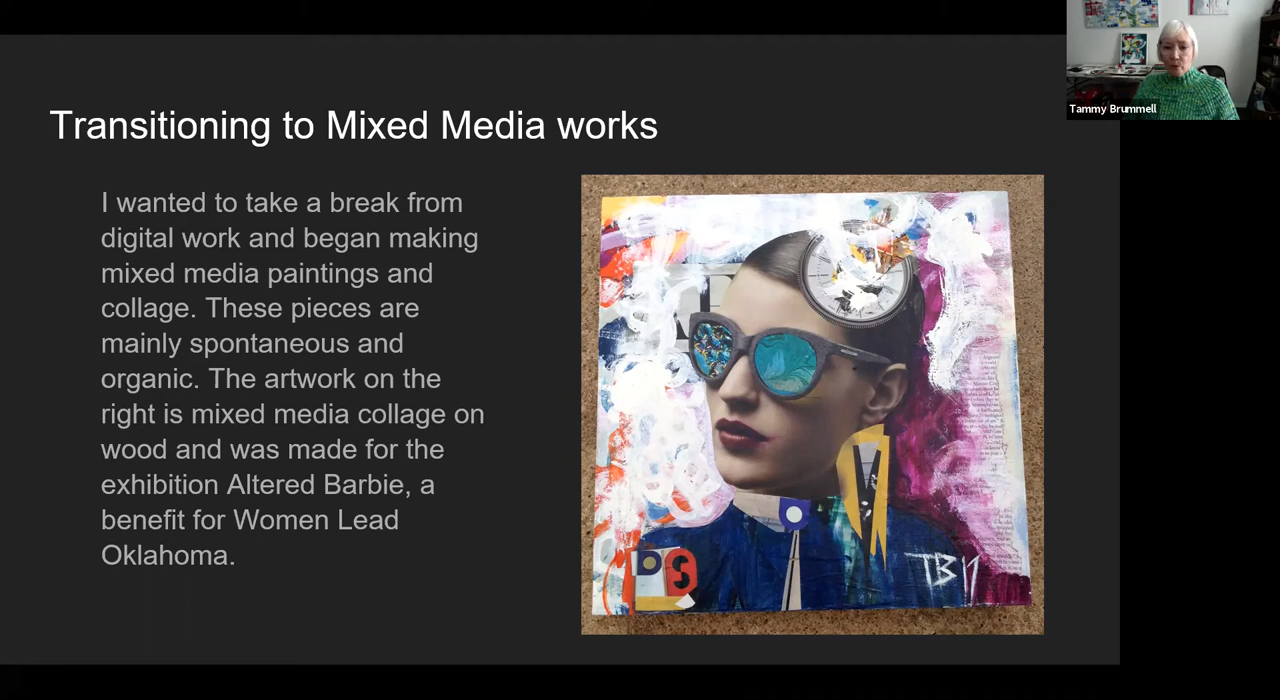 Tammy Brummell
Transitioning to Mixed Media works
I wanted to take a break from
digital work and began making
mixed media paintings and
collage. These pieces are
mainly spontaneous and
organic. The artwork on the
right is mixed media collage on
wood and was made for the
exhibition Altered Barbie, a
benefit for Women Lead
Oklahoma.
PS